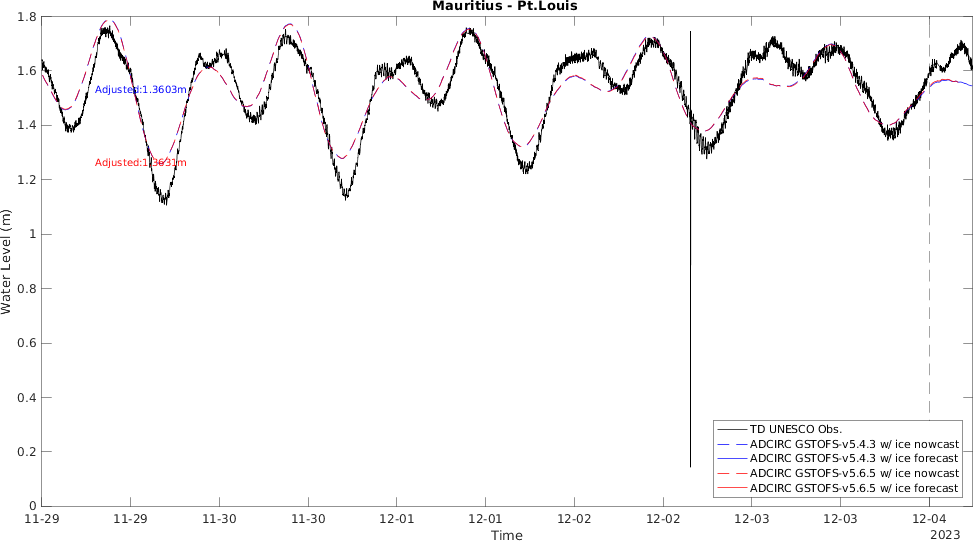 Mauritius - Pt.Louis
1.8
1.6
1.4
1.2
1
0.8
0.6
0.4
0.2
0
Water Level (m)
Adjusted:1.3603m
Adjusted:1.3631m
TD UNESCO Obs.
ADCIRC GSTOFS-v5.4.3 w/ ice nowcast
ADCIRC GSTOFS-v5.4.3 w/ ice forecast
ADCIRC GSTOFS-v5.6.5 w/ ice nowcast
ADCIRC GSTOFS-v5.6.5 w/ ice forecast
11-29 11-29 11-30 11-30 12-01 12-01 12-02 12-02 12-03 12-03 12-04
2023
Time